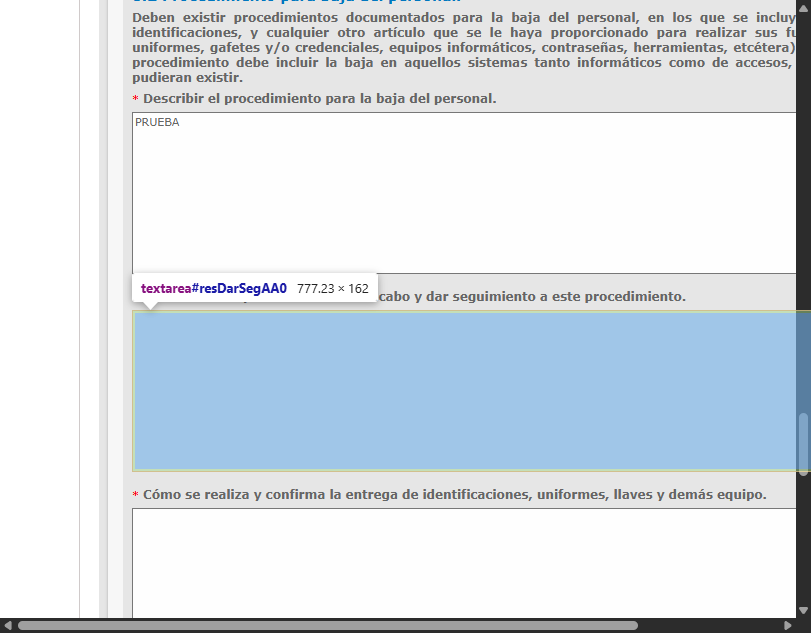 Deben existir procedimientos documentados para la baja del personal, en los que se incluy
identificaciones, y cualquier otro artículo que se le haya proporcionado para realizar sus fu
uniformes, gafetes y/o credenciales, equipos informáticos, contraseñas, herramientas, etcétera)
procedimiento debe incluir la baja en aquellos sistemas tanto informáticos como de accesos,
pudieran existir.
* Describir el procedimiento para la baja del personal.
PRUEBA
textarea#resDarSegAA0 777.23 × 162
cabo y dar seguimiento a este procedimiento.
* Cómo se realiza y confirma la entrega de identificaciones, uniformes, llaves y demás equipo.